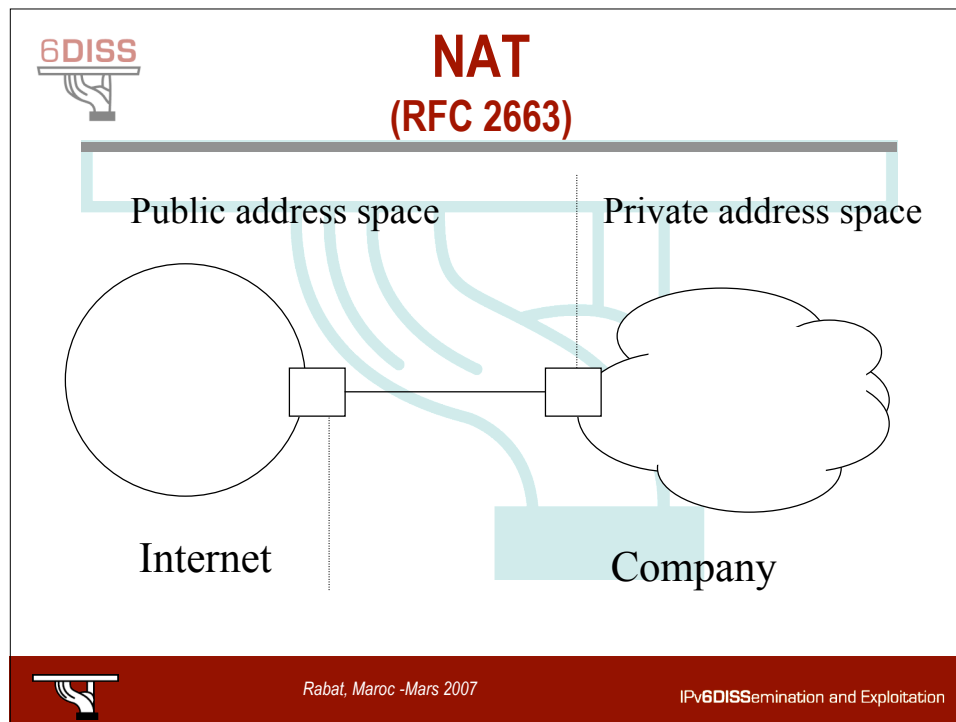 6DISS
NAT
(RFC 2663)
Public address space
Private address space
Internet
Company
Rabat, Maroc -Mars 2007
IPv6DISSemination and Exploitation